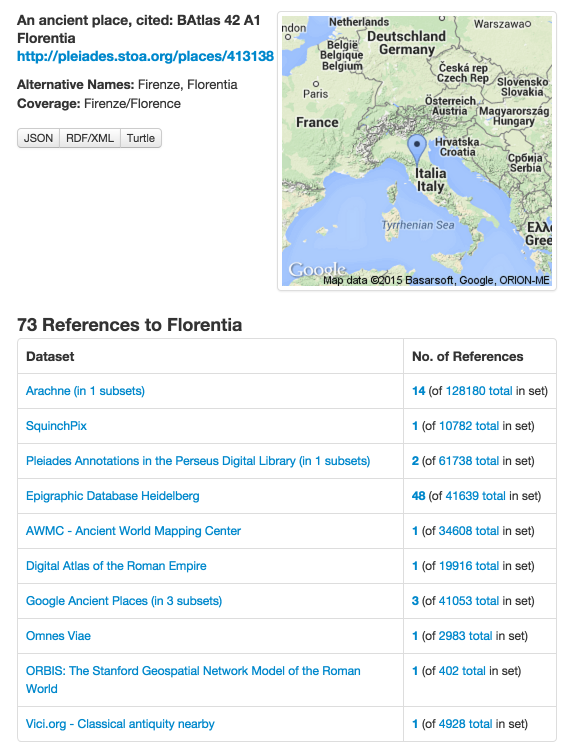 An ancient place, cited: BAtlas 42 A1
Florentia
http://pleiades.stoa.org/places/413138
Alternative Names: Firenze, Florentia
Coverage: Firenze/Florence
JSON RDF/XML Turtle
ndon
Netherlands
Warszawa
België
Belgique
Belgium
Deutschland
Germany
Paris
Česká rep
Czech Rep
Slovensko
Slovakia
Österreich
Austria
Magyarország
Hungary
France
Hrvatska
Croatia
Србија
Serbia
Italia
Italy
Tyrrhenian Sea
Ελλ
Gree
Google
Map data ©2015 Basarsoft, Google, ORION-ME
73 References to Florentia
Dataset No. of References
Arachne (in 1 subsets) 14 (of 128180 total in set)
SquinchPix 1 (of 10782 total in set)
Pleiades Annotations in the Perseus Digital Library (in 1 subsets) 2 (of 61738 total in set)
Epigraphic Database Heidelberg 48 (of 41639 total in set)
AWMC - Ancient World Mapping Center 1 (of 34608 total in set)
Digital Atlas of the Roman Empire 1 (of 19916 total in set)
Google Ancient Places (in 3 subsets) 3 (of 41053 total in set)
Omnes Viae 1 (of 2983 total in set)
ORBIS: The Stanford Geospatial Network Model of the Roman
World 1 (of 402 total in set)
Vici.org - Classical antiquity nearby 1 (of 4928 total in set)